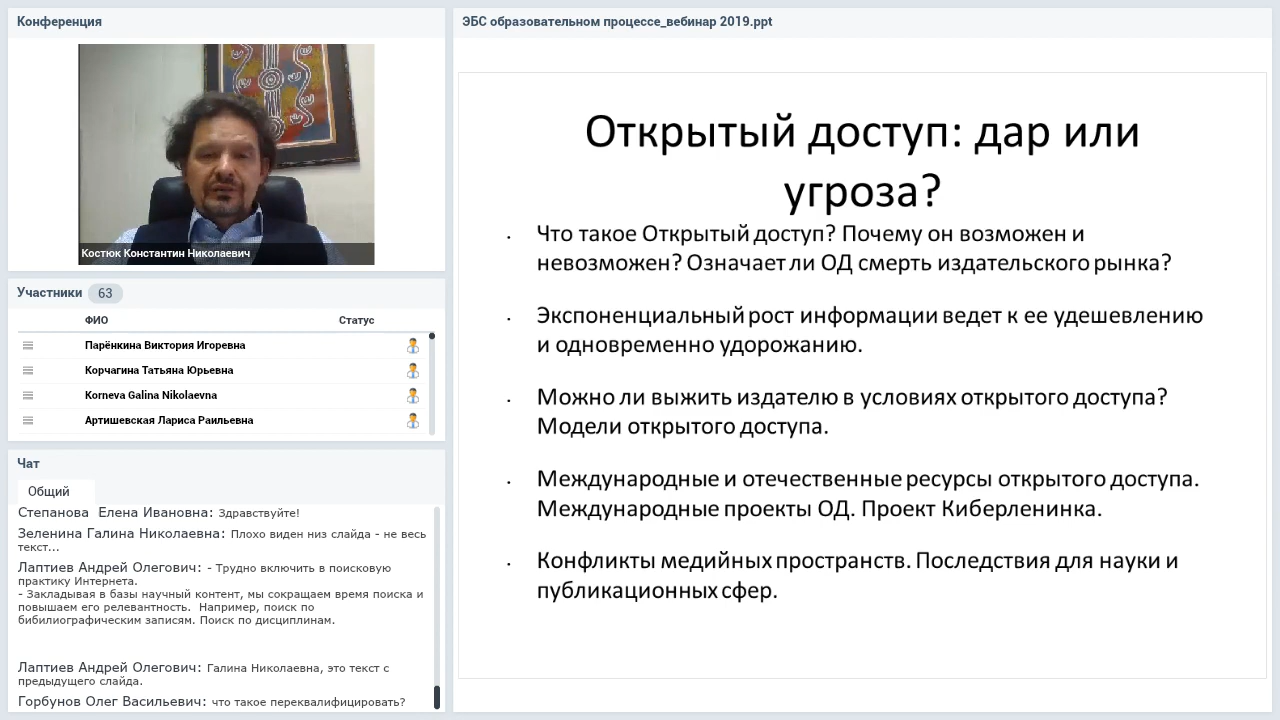 Конференция
Костюк Константин Николаевич
Участники 63
ФИО Статус
Парёнкина Виктория Игоревна
Корчагина Татьяна Юрьевна
Korneva Galina Nikolaevna
Артишевская Лариса Раильевна
Чат
Общий
Степанова Елена Ивановна: Здравствуйте!
Зеленина Галина Николаевна: Плохо виден низ слайда - не весь
текст...
Лаптиев Андрей Олегович: - Трудно включить в поисковую
практику Интернета.
- Закладывая в базы научный контент, мы сокращаем время поиска и
повышаем его релевантность. Например, поиск по
бибилиографическим записям. Поиск по дисциплинам.
Лаптиев Андрей Олегович: Галина Николаевна, это текст с
предыдущего слайда.
Горбунов Олег Васильевич: что такое переквалифицировать?
ЭБС образовательном процессе_вебинар 2019.ppt
Открытый доступ: дар или
угроза?
• Что такое Открытый доступ? Почему он возможен и
невозможен? Означает ли ОД смерть издательского рынка?
• Экспоненциальный рост информации ведет к ее удешевлению
и одновременно удорожанию.
• Можно ли выжить издателю в условиях открытого доступа?
Модели открытого доступа.
• Международные и отечественные ресурсы открытого доступа.
Международные проекты ОД. Проект Киберленинка.
• Конфликты медийных пространств. Последствия для науки и
публикационных сфер.